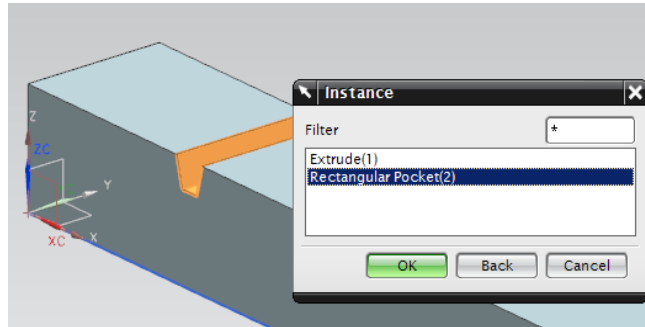 Instance
Filter
*
Extrude(1)
Rectangular Pocket(2)
OK Back Cancel
Z
ZC
Y
XC X